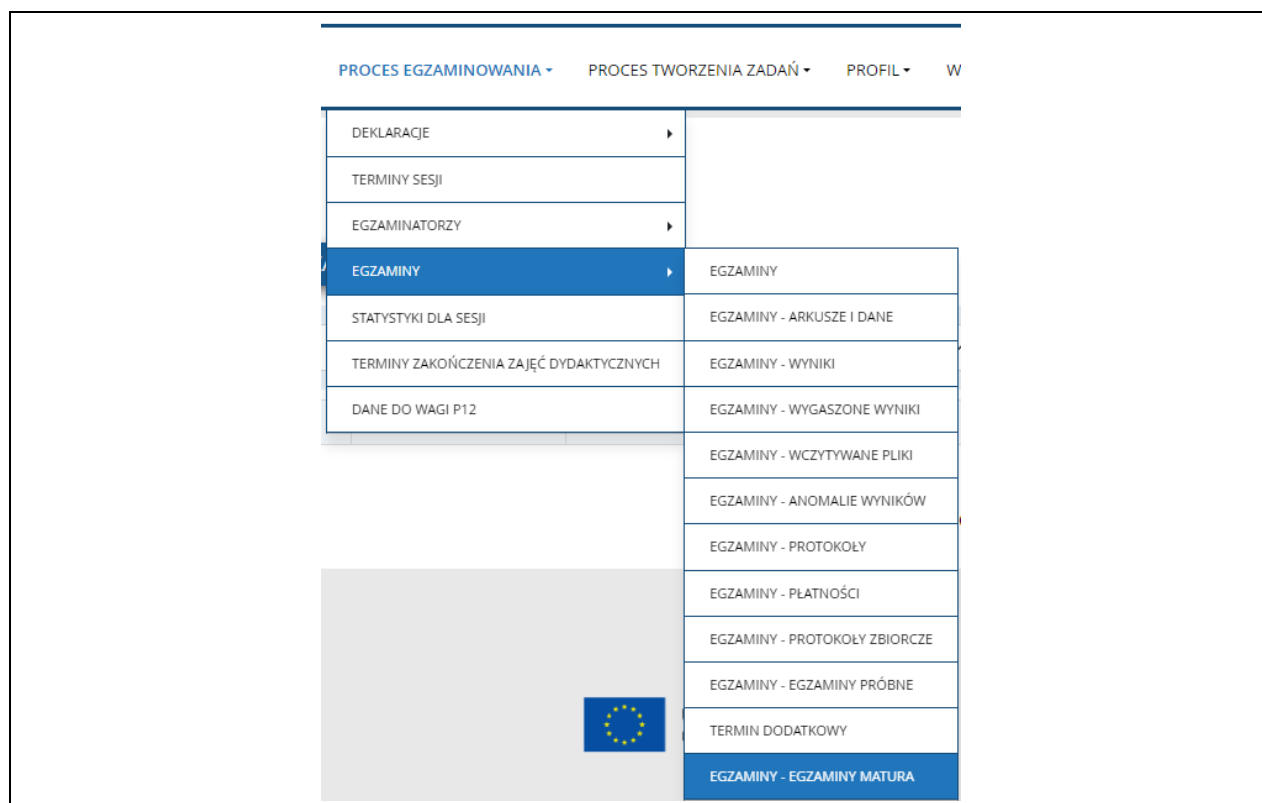 PROCES EGZAMINOWANIA
PROCES TWORZENIA ZADAŃ
PROFIL
W
DEKLARACJE
TERMINY SESJI
EGZAMINATORZY
EGZAMINY
STATYSTYKI DLA SESJI
TERMINY ZAKOŃCZENIA ZAJĘĆ DYDAKTYCZNYCH
DANE DO WAGI P12
EGZAMINY
EGZAMINY - ARKUSZE I DANE
EGZAMINY - WYNIKI
EGZAMINY - WYGASZONE WYNIKI
EGZAMINY - WCZYTYWANE PLIKI
EGZAMINY - ANOMALIE WYNIKÓW
EGZAMINY - PROTOKOŁY
EGZAMINY - PŁATNOŚCI
EGZAMINY - PROTOKOŁY ZBIORCZE
EGZAMINY - EGZAMINY PRÓBNE
TERMIN DODATKOWY
EGZAMINY - EGZAMINY MATURA